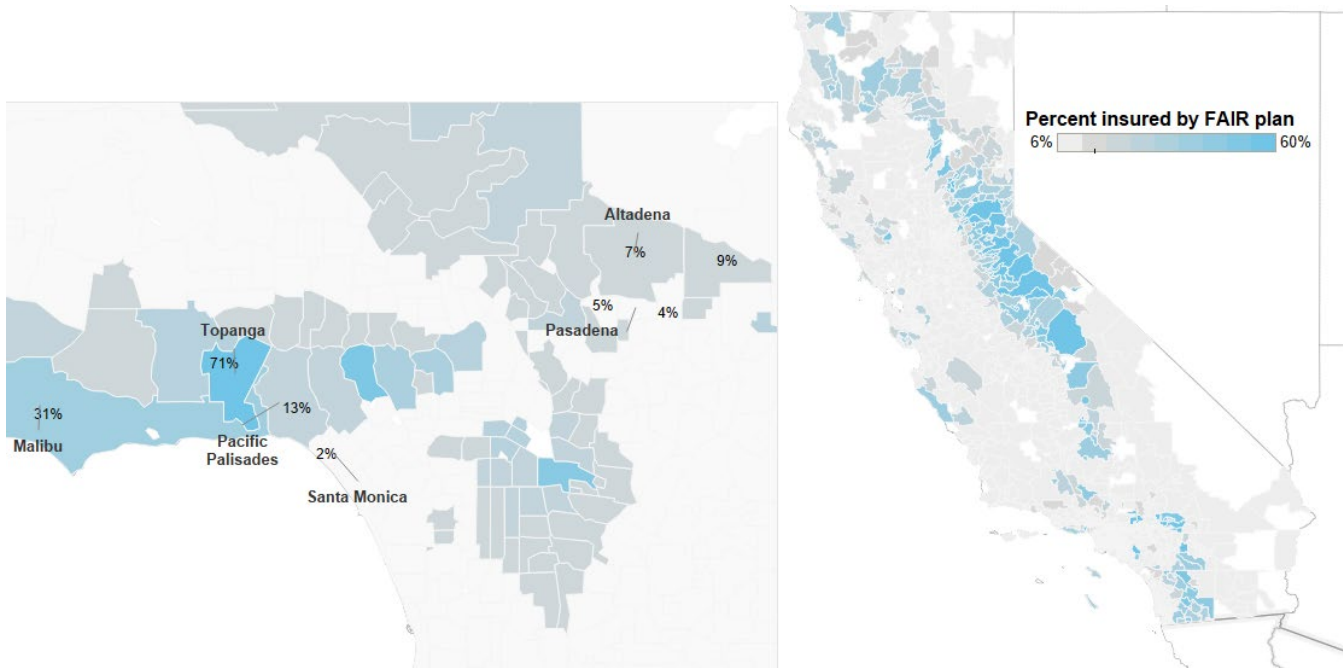 Altadena
7%
9%
5%
4%
Pasadena
Topanga
71%
31%
13%
Malibu
Pacific
Palisades
2%
Santa Monica
Percent insured by FAIR plan
6%
60%